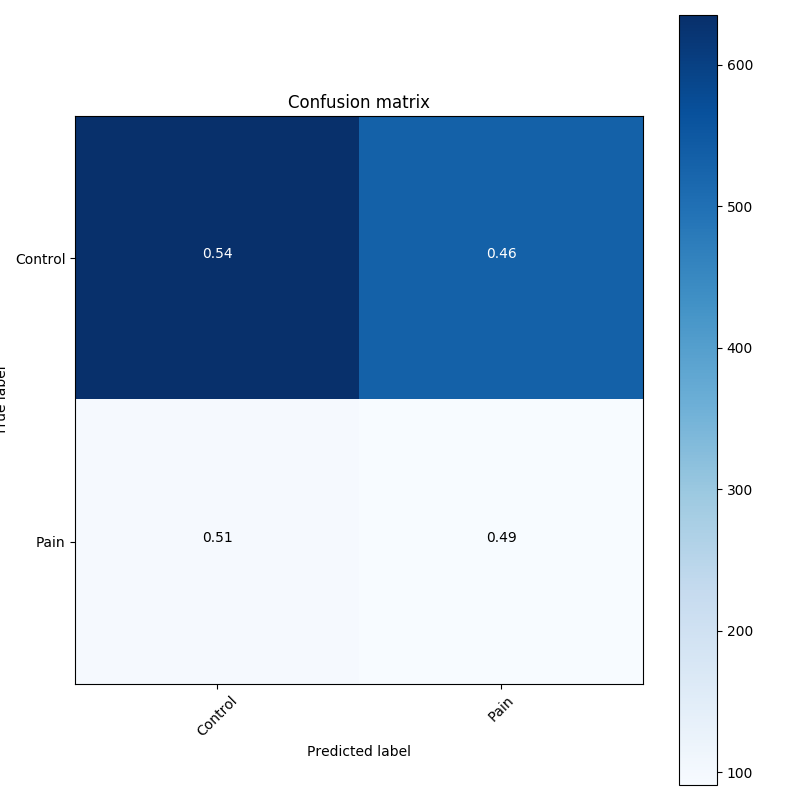 Confusion matrix
600
500
400
300
200
100
Control
0.54
0.46
Pain
0.51
0.49
Control
Pain
Predicted label
True label